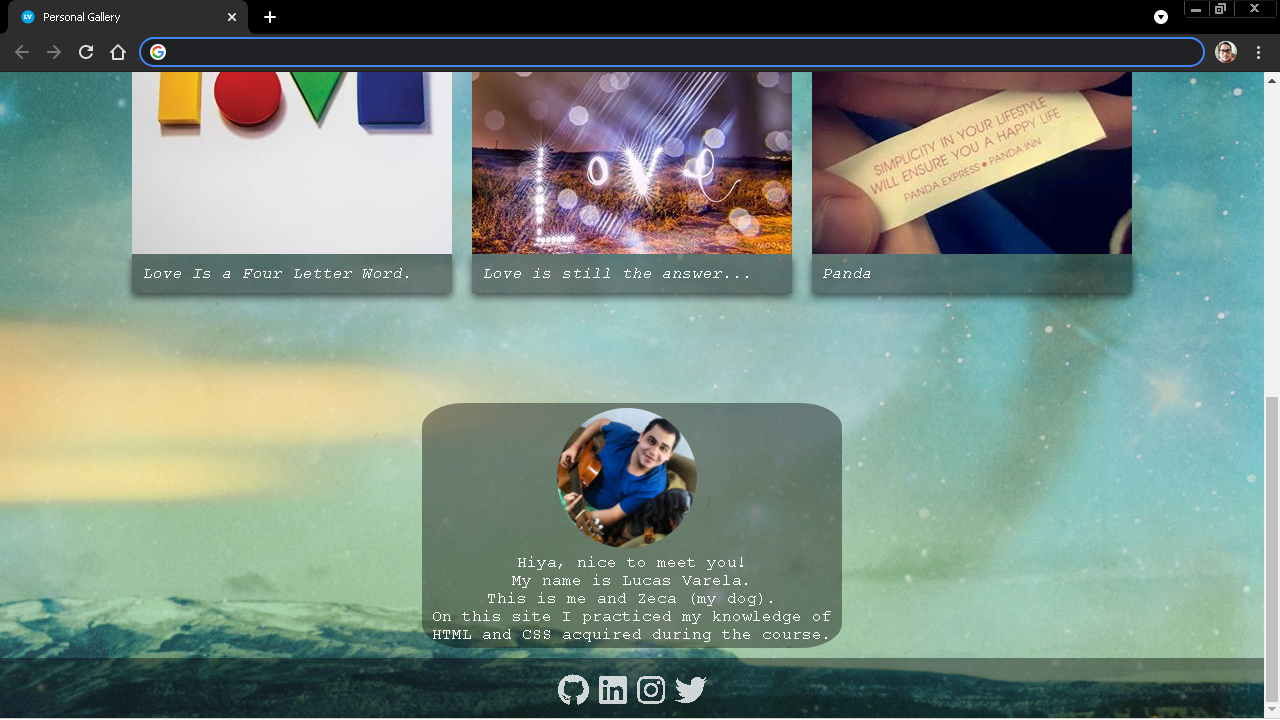 LV Personal Gallery
LOVE
Love
SIMPLICITY IN YOUR LIFESTYLE
WILL ENSURE YOU A HAPPY LIFE
PANDA EXPRESS ● PANDA INN
Love Is a Four Letter Word.
Love is still the answer...
Panda
Hiya, nice to meet you!
My name is Lucas Varela.
This is me and Zeca (my dog).
On this site I practiced my knowledge of
HTML and CSS acquired during the course.